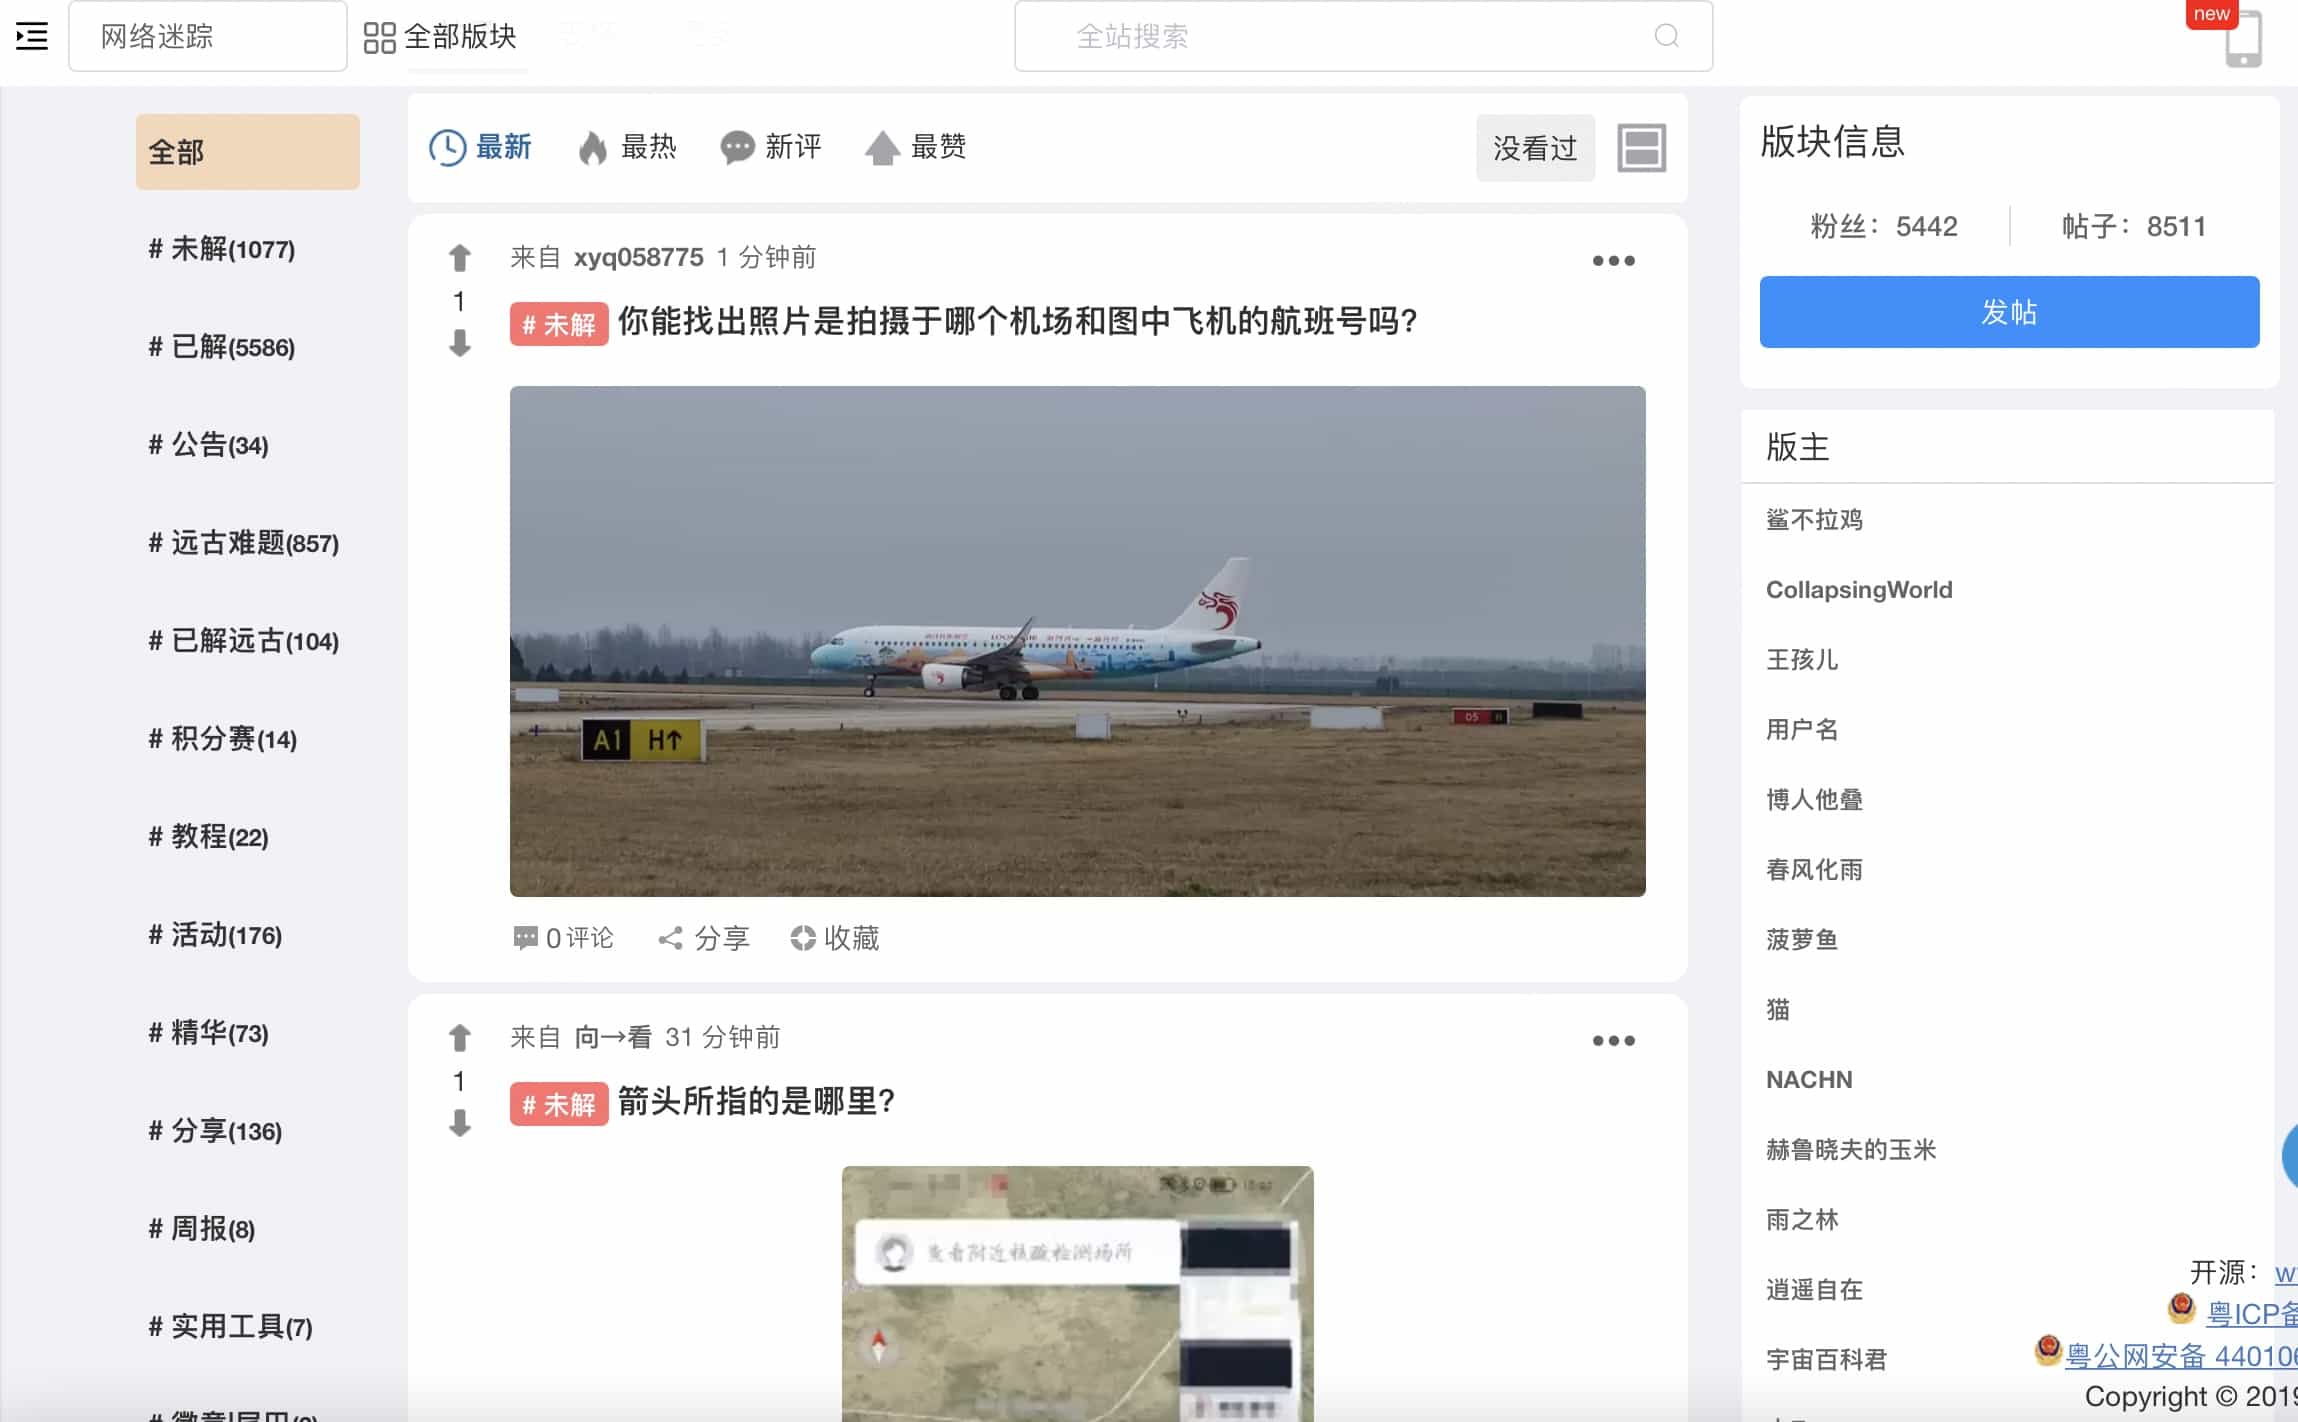 网络迷踪
全部版块
全站搜索
new
全部
# 未解(1077)
# 已解(5586)
# 公告(34)
# 远古难题(857)
# 已解远古(104)
# 积分赛(14)
# 教程(22)
# 活动(176)
# 精华(73)
# 分享(136)
# 周报(8)
# 实用工具(7)
最新 最热 新评 最赞 没看过
来自 xyq058775 1 分钟前
1
# 未解 你能找出照片是拍摄于哪个机场和图中飞机的航班号吗?
A1 H↑
05
0评论 分享 收藏
来自 向→看 31 分钟前
1
# 未解 箭头所指的是哪里?
查看附近核酸检测场所
版块信息
粉丝: 5442 帖子: 8511
发帖
版主
鲨不拉鸡
CollapsingWorld
王孩儿
用户名
博人他叠
春风化雨
菠萝鱼
猫
NACHN
赫鲁晓夫的玉米
雨之林
逍遥自在
宇宙百科君
开源: w
粤ICP备
粤公网安备 440106
Copyright © 2019